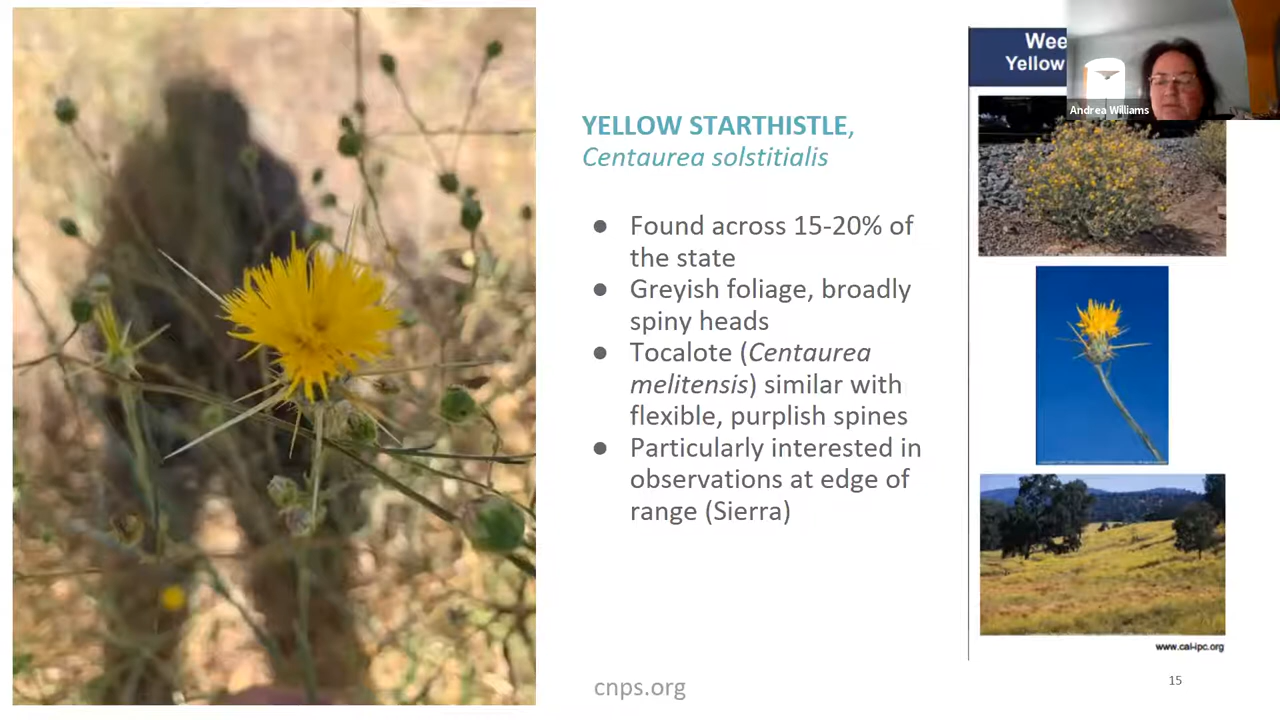 YELLOW STARTHISTLE,
Centaurea solstitialis
● Found across 15-20% of
the state
● Greyish foliage, broadly
spiny heads
● Tocalote (Centaurea
melitensis) similar with
flexible, purplish spines
● Particularly interested in
observations at edge of
range (Sierra)
cnps.org
Wee
Yellow
Andrea Williams
www.cal-ipc.org
15